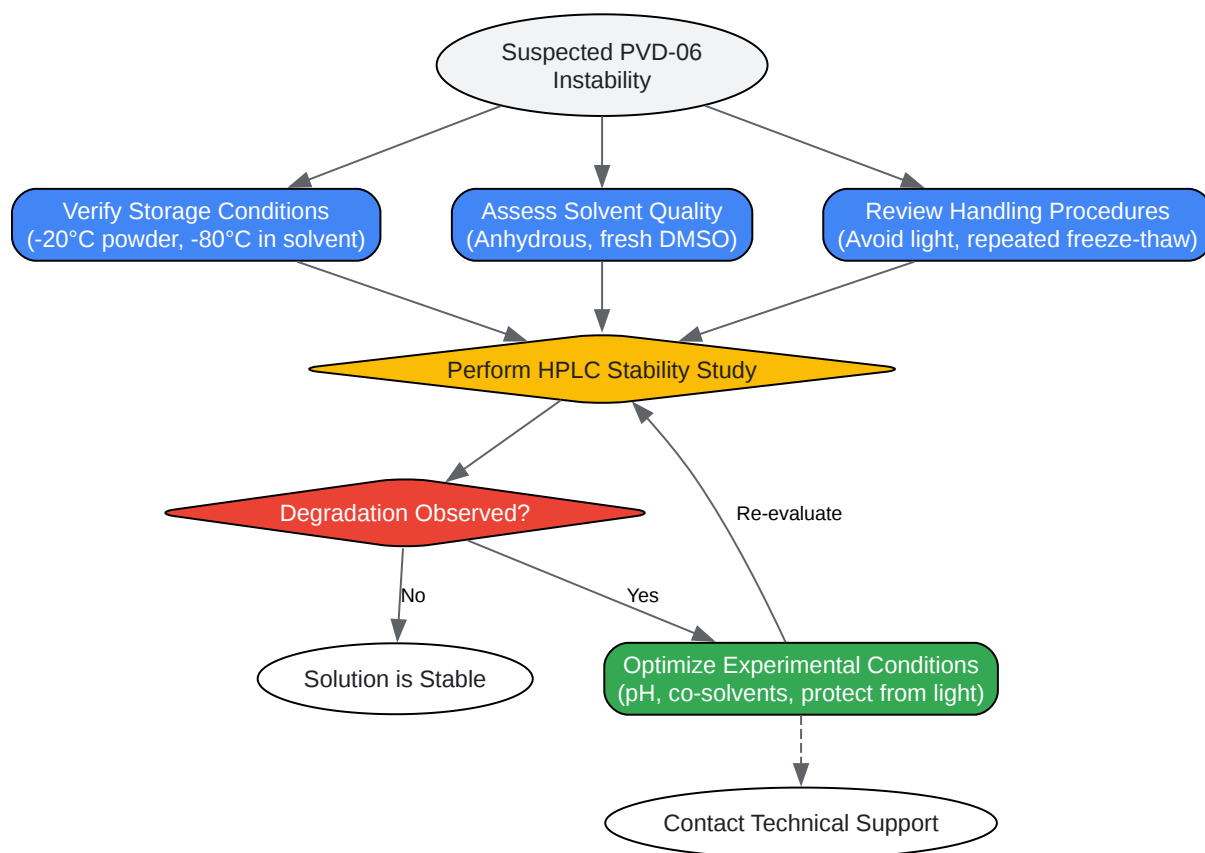 Suspected PVD-06
Instability
Verify Storage Conditions
(-20°C powder, -80°C in solvent)
Assess Solvent Quality
(Anhydrous, fresh DMSO)
Review Handling Procedures
(Avoid light, repeated freeze-thaw)
Perform HPLC Stability Study
Degradation Observed?
Re-evaluate
No
Yes
Solution is Stable
Optimize Experimental Conditions
(pH, co-solvents, protect from light)
Contact Technical Support